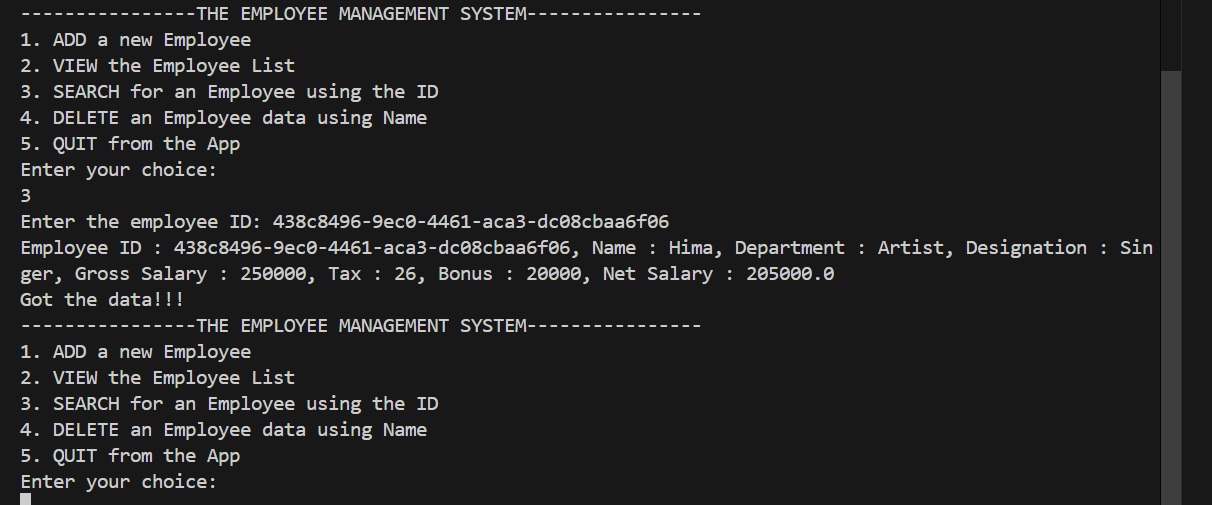 ----------------THE EMPLOYEE MANAGEMENT SYSTEM----------------
1. ADD a new Employee
2. VIEW the Employee List
3. SEARCH for an Employee using the ID
4. DELETE an Employee data using Name
5. QUIT from the App
Enter your choice:
3
Enter the employee ID: 438c8496-9ec0-4461-aca3-dc08cbaa6f06
Employee ID : 438c8496-9ec0-4461-aca3-dc08cbaa6f06, Name : Hima, Department : Artist, Designation : Sin
ger, Gross Salary : 250000, Tax : 26, Bonus : 20000, Net Salary : 205000.0
Got the data!!!
----------------THE EMPLOYEE MANAGEMENT SYSTEM----------------
1. ADD a new Employee
2. VIEW the Employee List
3. SEARCH for an Employee using the ID
4. DELETE an Employee data using Name
5. QUIT from the App
Enter your choice: